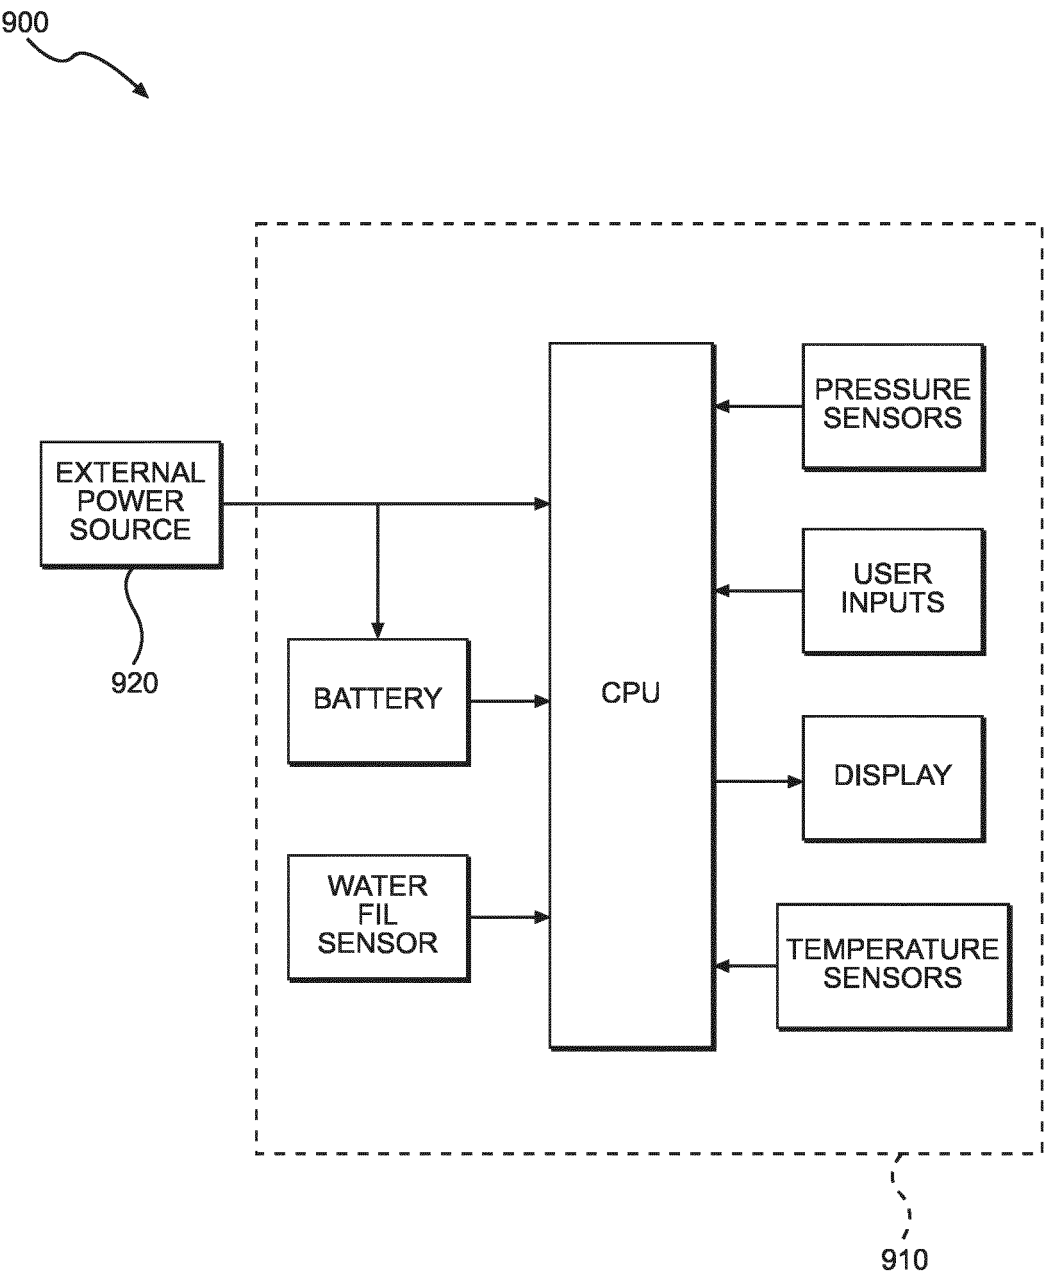 900
EXTERNAL
POWER
SOURCE
920
BATTERY
WATER
FIL
SENSOR
CPU
PRESSURE
SENSORS
USER
INPUTS
DISPLAY
TEMPERATURE
SENSORS
910